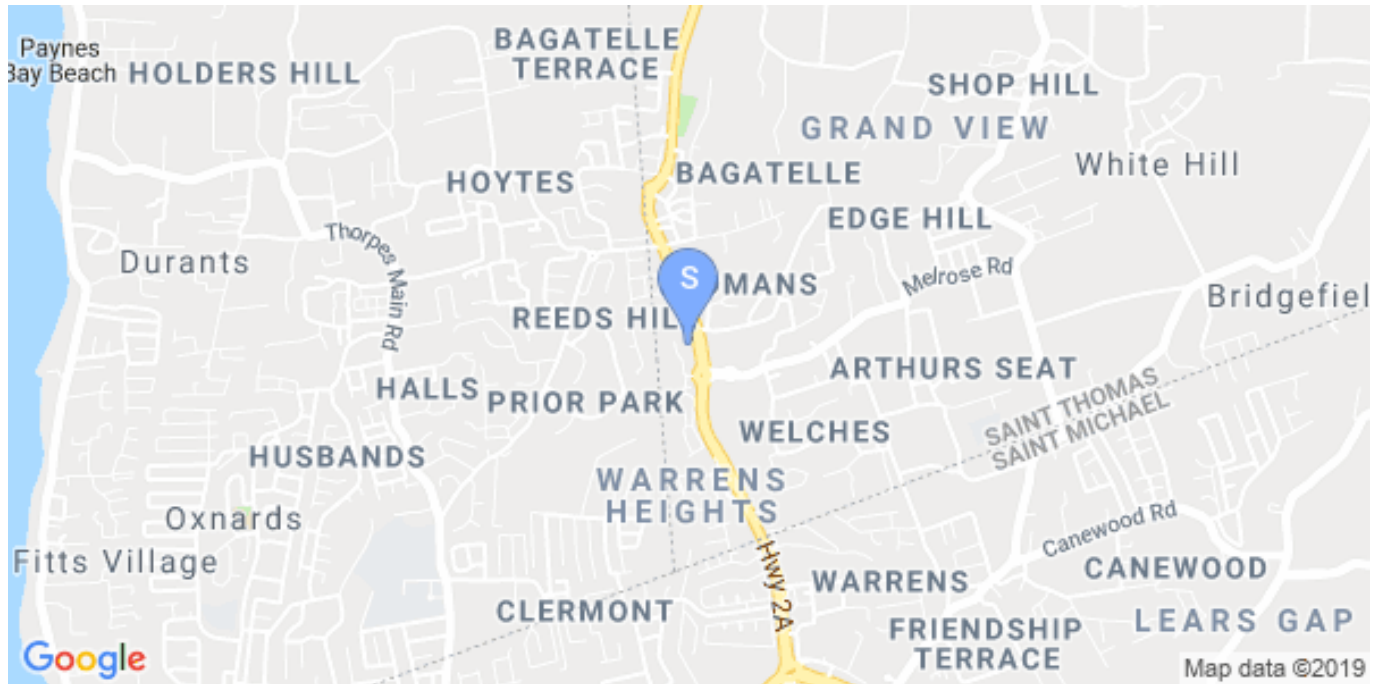 Paynes
Bay Beach
HOLDERS HILL
BAGATELLE
TERRACE
SHOP HILL
GRAND VIEW
White Hill
HOYTES
BAGATELLE
EDGE HILL
Durants
Thorpes Main Rd
S
OMANS
Melrose Rd
Bridgefiel
REEDS HIL
ARTHURS SEAT
HALLS
PRIOR PARK
SAINT THOMAS
SAINT MICHAEL
WELCHES
HUSBANDS
WARRENS
HEIGHTS
Oxnards
Canewood Rd
Fitts Village
Hwy 2A
WARRENS
CANEWOOD
CLERMONT
FRIENDSHIP
TERRACE
LEARS GAP
Google
Map data ©2019